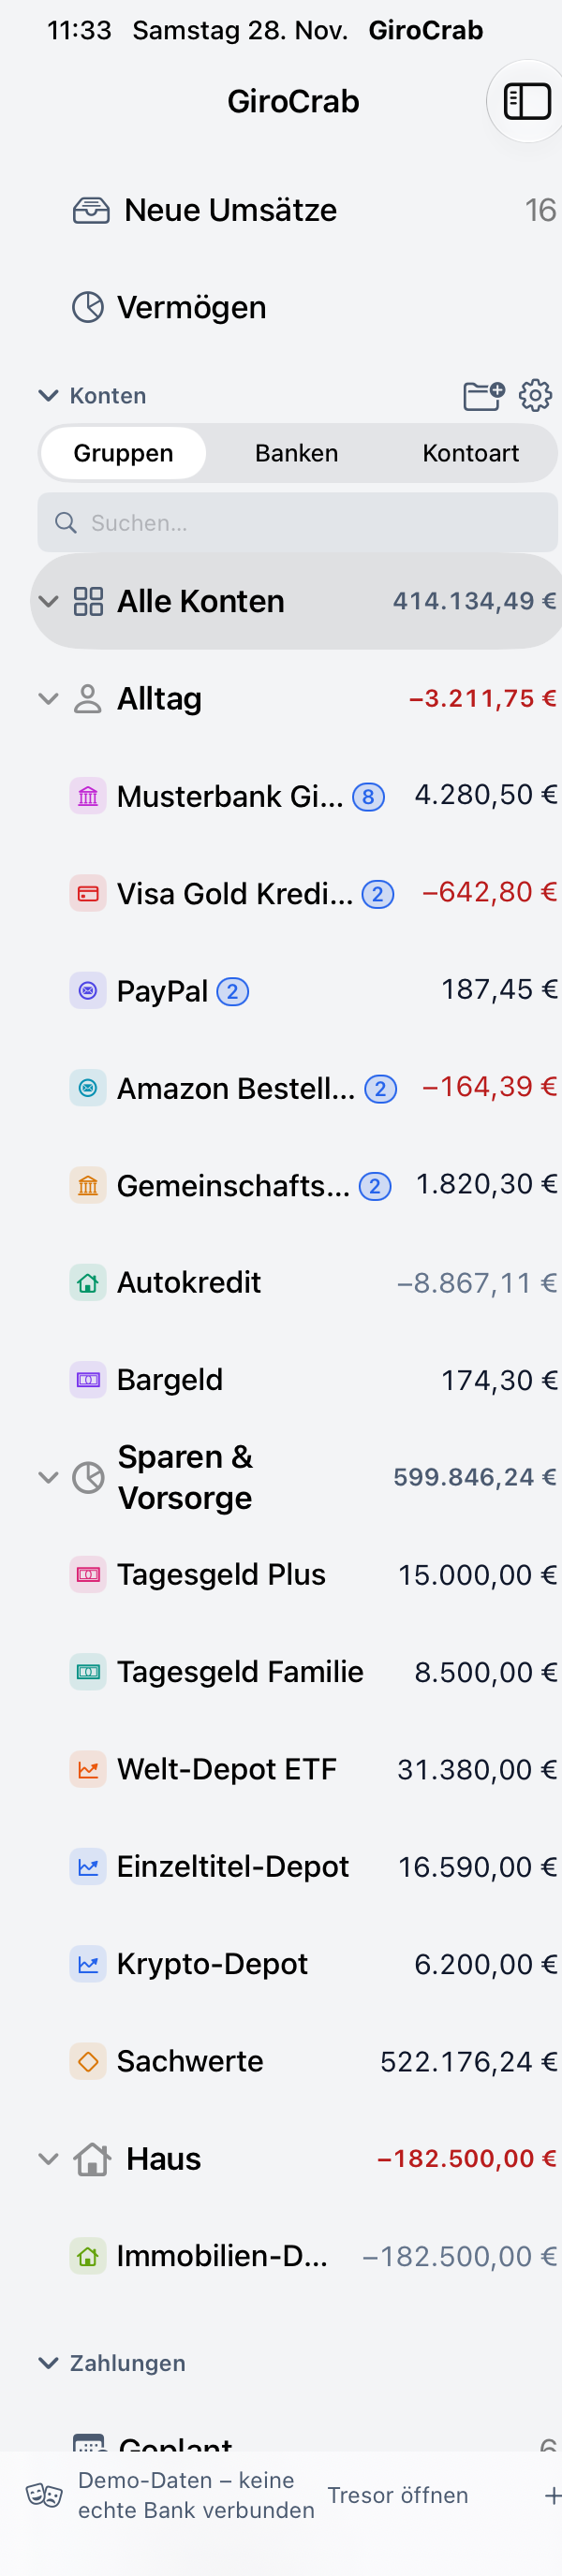 11:33 Samstag 28. Nov. GiroCrab
GiroCrab
Neue Umsätze 16
Vermögen
Konten
Gruppen Banken Kontoart
Suchen...
Alle Konten 414.134,49 €
Alltag −3.211,75 €
Musterbank Gi... 8 4.280,50 €
Visa Gold Kredi... 2 −642,80 €
PayPal 2 187,45 €
Amazon Bestell... 2 −164,39 €
Gemeinschafts... 2 1.820,30 €
Autokredit −8.867,11 €
Bargeld 174,30 €
Sparen &
Vorsorge 599.846,24 €
Tagesgeld Plus 15.000,00 €
Tagesgeld Familie 8.500,00 €
Welt-Depot ETF 31.380,00 €
Einzeltitel-Depot 16.590,00 €
Krypto-Depot 6.200,00 €
Sachwerte 522.176,24 €
Haus −182.500,00 €
Immobilien-D... −182.500,00 €
Zahlungen
Geplant 6
Demo-Daten – keine
echte Bank verbunden Tresor öffnen +